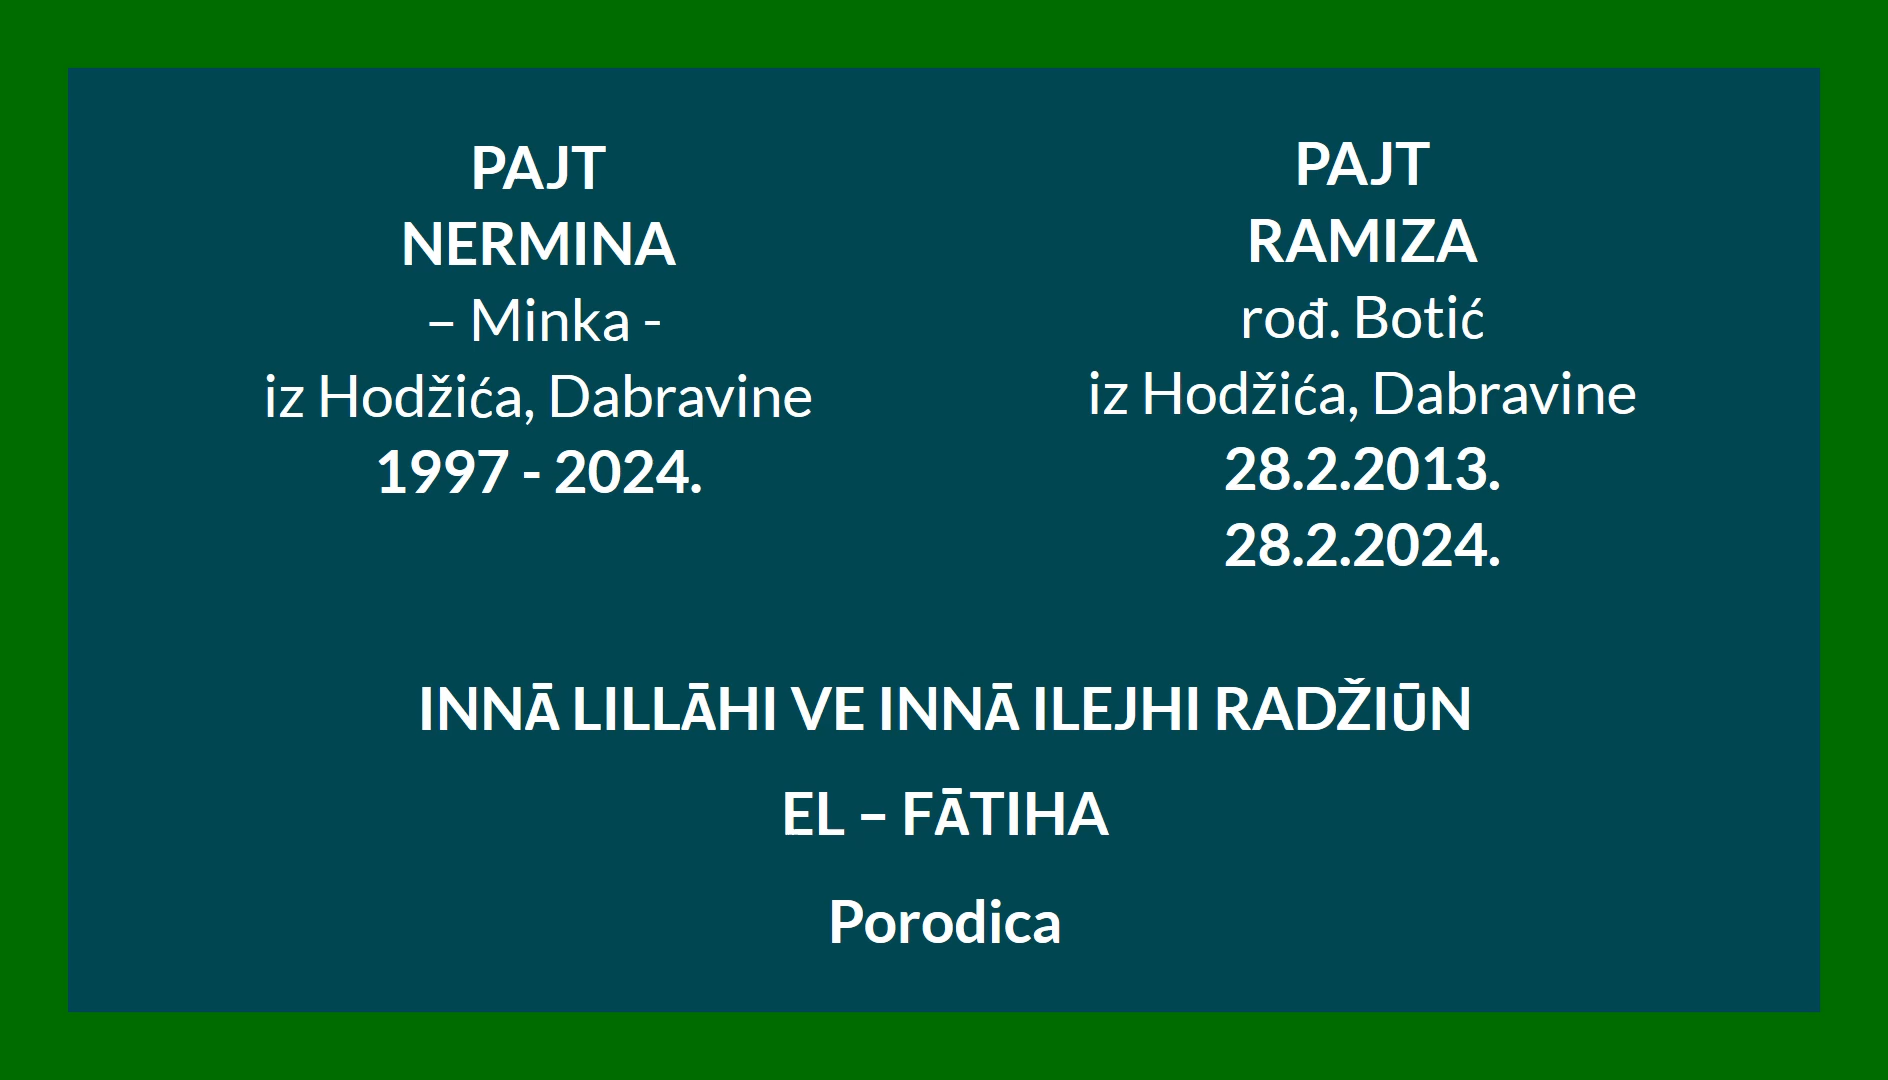 PAJT
NERMINA
– Minka -
iz Hodžića, Dabravine
1997 - 2024.
PAJT
RAMIZA
rođ. Botić
iz Hodžića, Dabravine
28.2.2013.
28.2.2024.
INNĀ LILLĀHI VE INNĀ ILEJHI RADŽIŪN
EL – FĀTIHA
Porodica